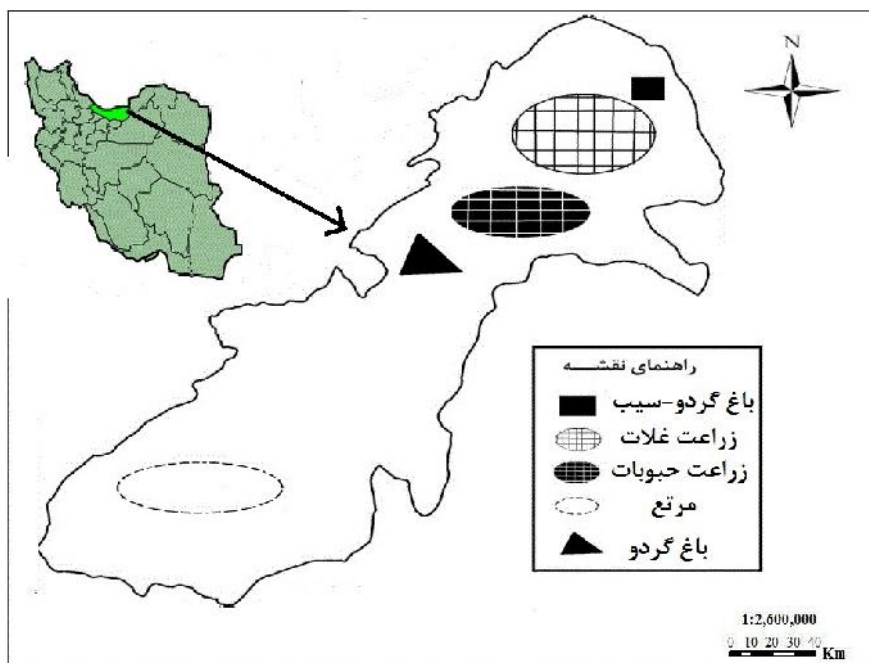 N
راهنمای نقشـــه
باغ گردو-سیب
زراعت غلات
زراعت حبوبات
مرتع
باغ گردو
1:2,600,000
0 10 20 30 40 Km